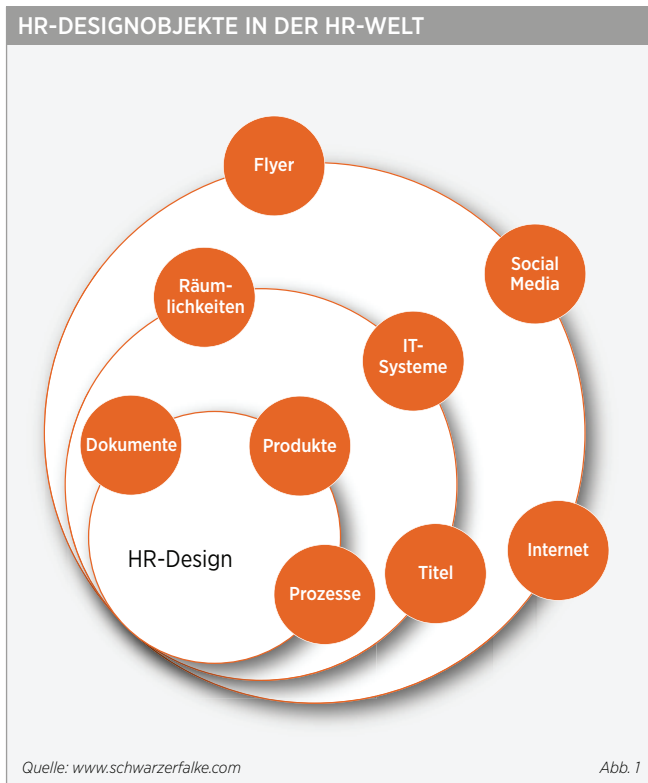 HR-DESIGNOBJEKTE IN DER HR-WELT
Flyer
Social
Media
Räum-
lichkeiten
IT-
Systeme
Dokumente
Produkte
HR-Design
Internet
Titel
Prozesse
Quelle: www.schwarzerfalke.com
Abb. 1